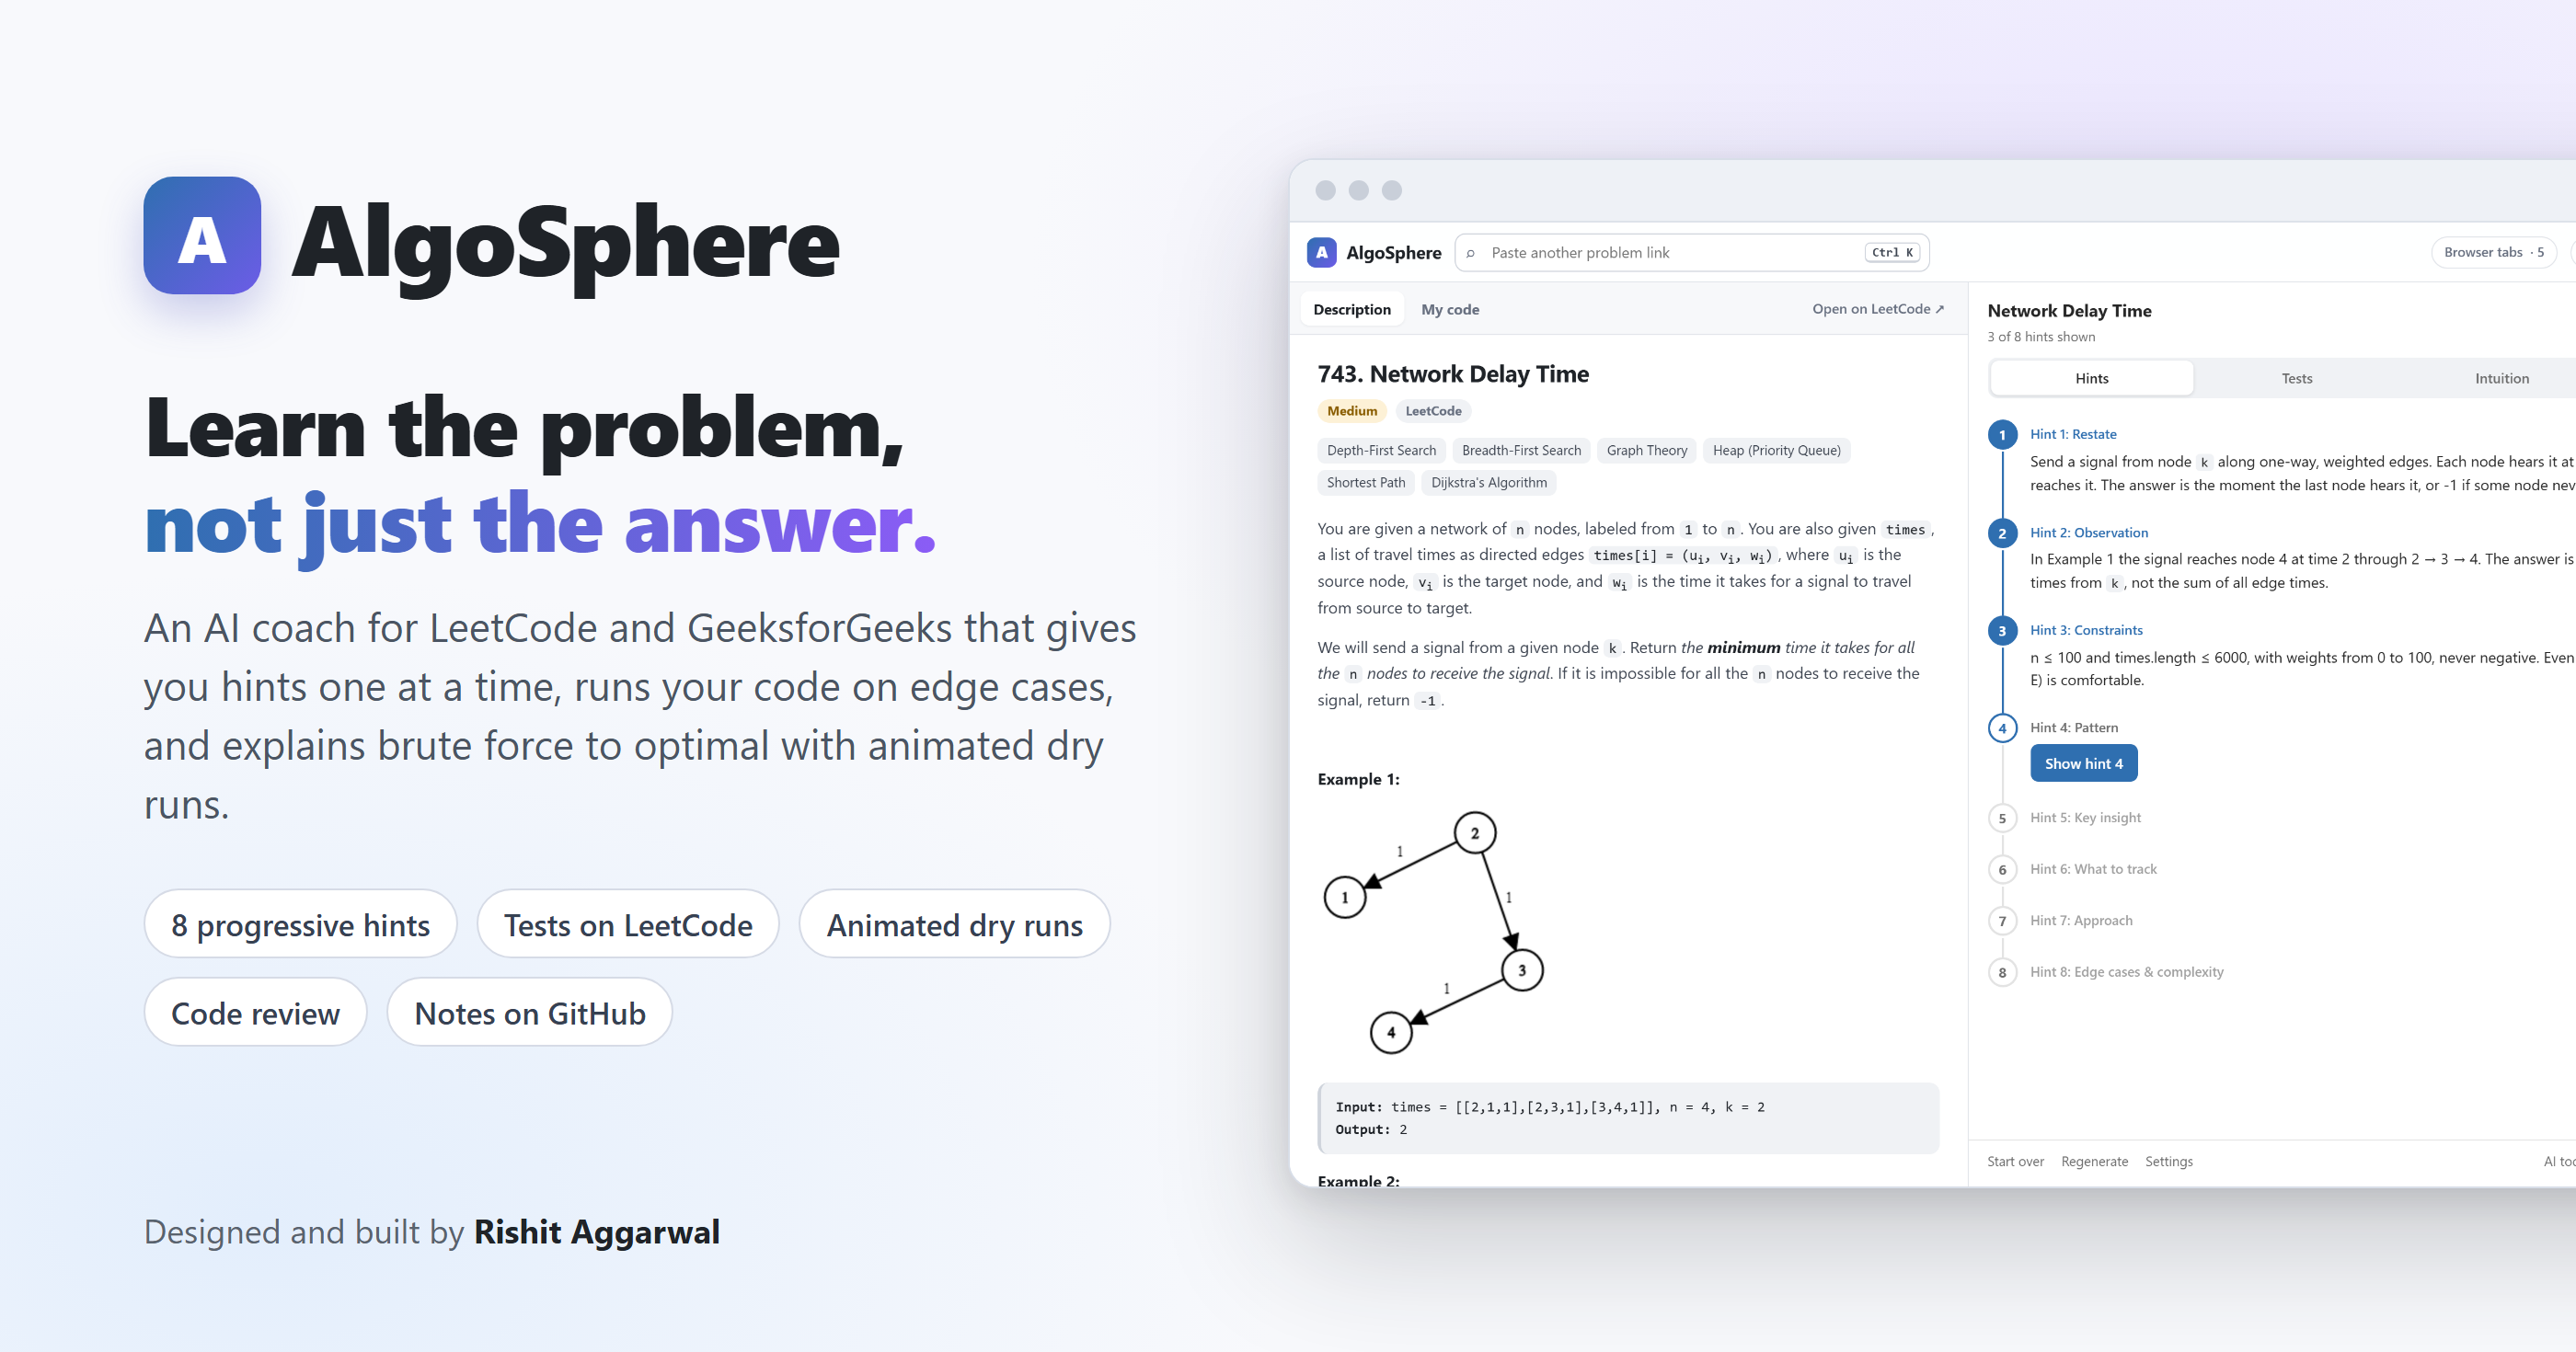 A AlgoSphere
Learn the problem,
not just the answer.
An AI coach for LeetCode and GeeksforGeeks that gives
you hints one at a time, runs your code on edge cases,
and explains brute force to optimal with animated dry
runs.
8 progressive hints
Tests on LeetCode
Animated dry runs
Code review
Notes on GitHub
Designed and built by Rishit Aggarwal
A AlgoSphere
Paste another problem link
Ctrl K
Browser tabs · 5
Description
My code
Open on LeetCode ↗
743. Network Delay Time
Medium
LeetCode
Depth-First Search
Breadth-First Search
Graph Theory
Heap (Priority Queue)
Shortest Path
Dijkstra's Algorithm
You are given a network of n nodes, labeled from 1 to n. You are also given times,
a list of travel times as directed edges times[i] = (ui, vi, wi), where ui is the
source node, vi is the target node, and wi is the time it takes for a signal to travel
from source to target.
We will send a signal from a given node k. Return the minimum time it takes for all
the n nodes to receive the signal. If it is impossible for all the n nodes to receive the
signal, return -1.
Example 1:
2
1
1
1
3
1
4
Input: times = [[2,1,1],[2,3,1],[3,4,1]], n = 4, k = 2
Output: 2
Example 2:
Network Delay Time
3 of 8 hints shown
Hints
Tests
Intuition
1 Hint 1: Restate
Send a signal from node k along one-way, weighted edges. Each node hears it at
reaches it. The answer is the moment the last node hears it, or -1 if some node nev
2 Hint 2: Observation
In Example 1 the signal reaches node 4 at time 2 through 2 → 3 → 4. The answer is
times from k, not the sum of all edge times.
3 Hint 3: Constraints
n ≤ 100 and times.length ≤ 6000, with weights from 0 to 100, never negative. Even
E) is comfortable.
4 Hint 4: Pattern
Show hint 4
5 Hint 5: Key insight
6 Hint 6: What to track
7 Hint 7: Approach
8 Hint 8: Edge cases & complexity
Start over
Regenerate
Settings
AI too